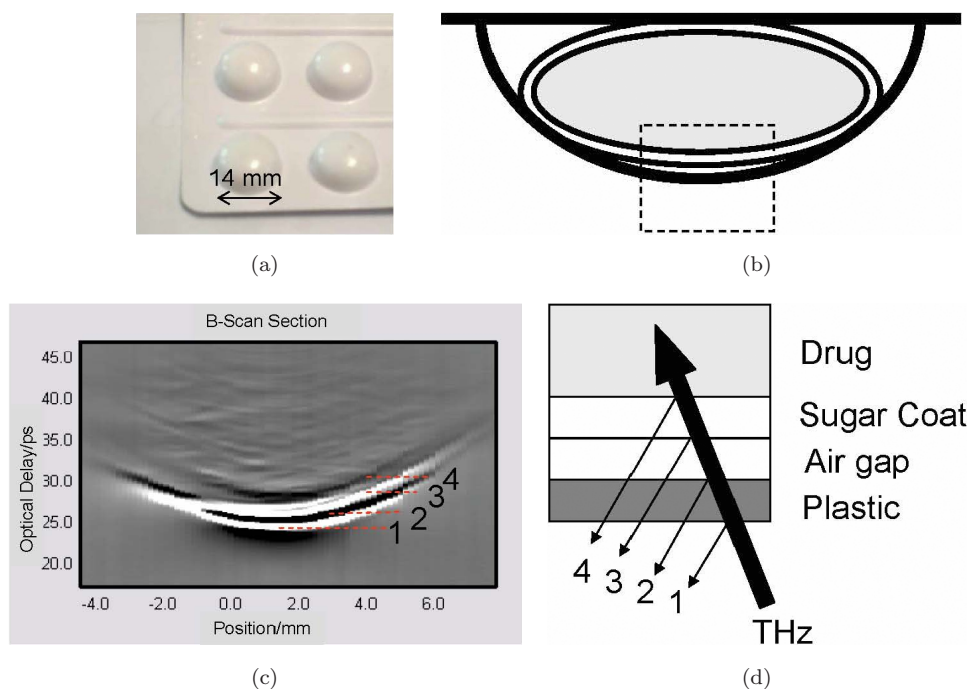 14 mm
(a)
(b)
B-Scan Section
Optical Delay/ps
45.0
40.0
35.0
30.0
25.0
20.0
1
2
3
4
-4.0 -2.0 0.0 2.0 4.0 6.0
Position/mm
(c)
Drug
Sugar Coat
Air gap
Plastic
4
3
2
1
THz
(d)